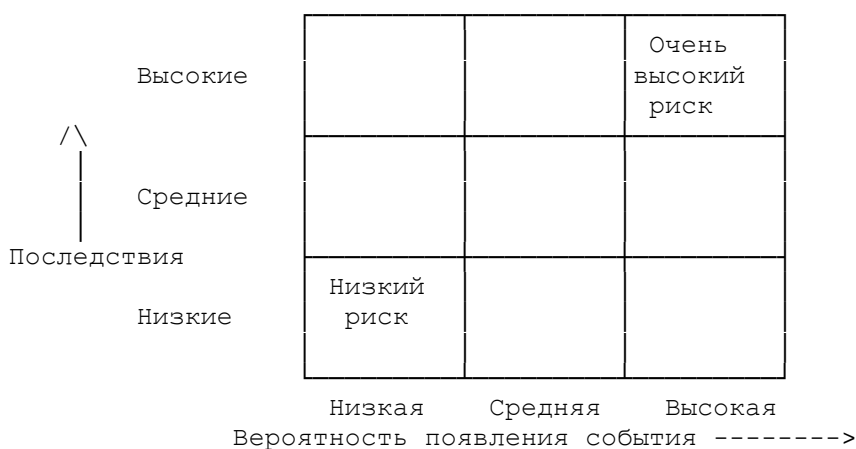 Очень
Высокие высокий
риск
/\
Средние
Последствия
Низкий
Низкие риск
Низкая Средняя Высокая
Вероятность появления события -------->